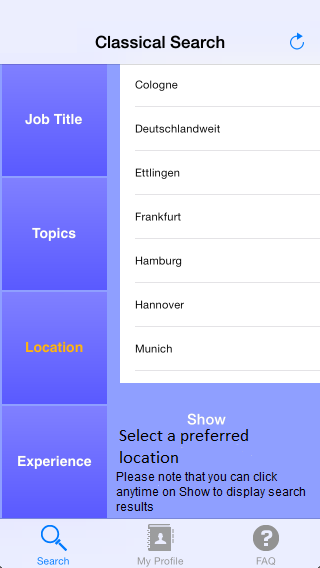 Classical Search
Job Title
Topics
Location
Experience
Cologne
Deutschlandweit
Ettlingen
Frankfurt
Hamburg
Hannover
Munich
Show
Select a preferred
location
Please note that you can click
anytime on Show to display search
results
Search
My Profile
FAQ